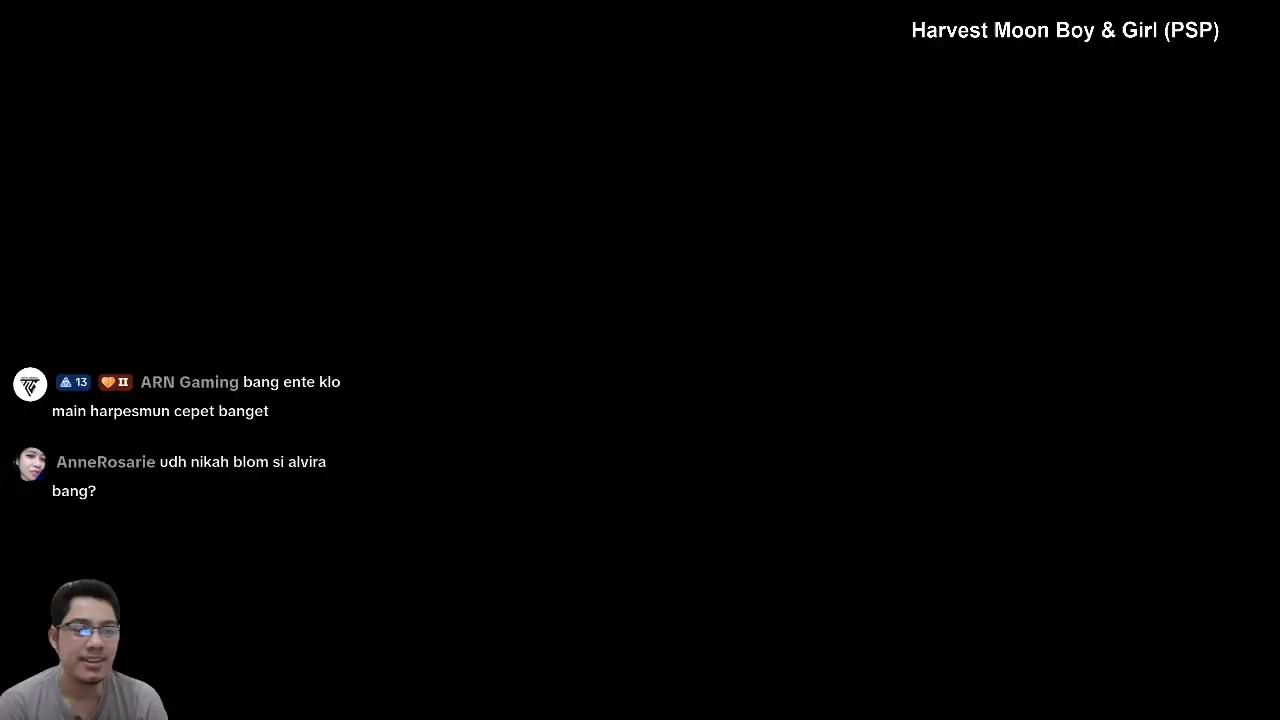 Harvest Moon Boy & Girl (PSP)
13 II ARN Gaming bang ente klo
main harpesmun cepet banget
AnneRosarie udh nikah blom si alvira
bang?